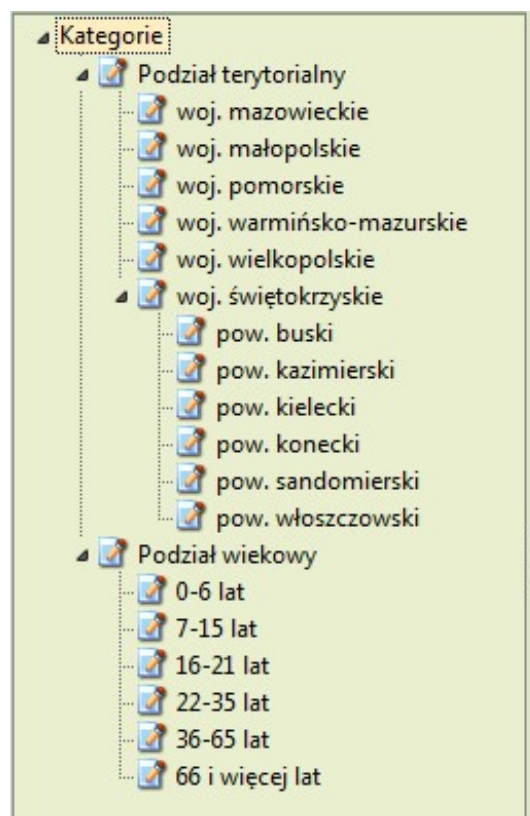 Kategorie
Podział terytorialny
woj. mazowieckie
woj. małopolskie
woj. pomorskie
woj. warmińsko-mazurskie
woj. wielkopolskie
woj. świętokrzyskie
pow. buski
pow. kazimierski
pow. kielecki
pow. konecki
pow. sandomierski
pow. włoszczowski
Podział wiekowy
0-6 lat
7-15 lat
16-21 lat
22-35 lat
36-65 lat
66 i więcej lat